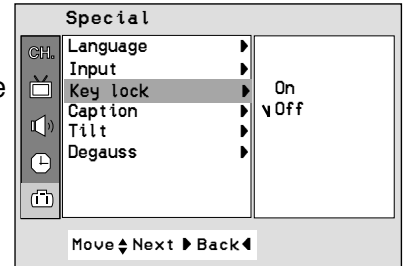 Special
CH.
Language
Input
Key lock
Caption
Tilt
Degauss
On
Off
Move Next Back
e